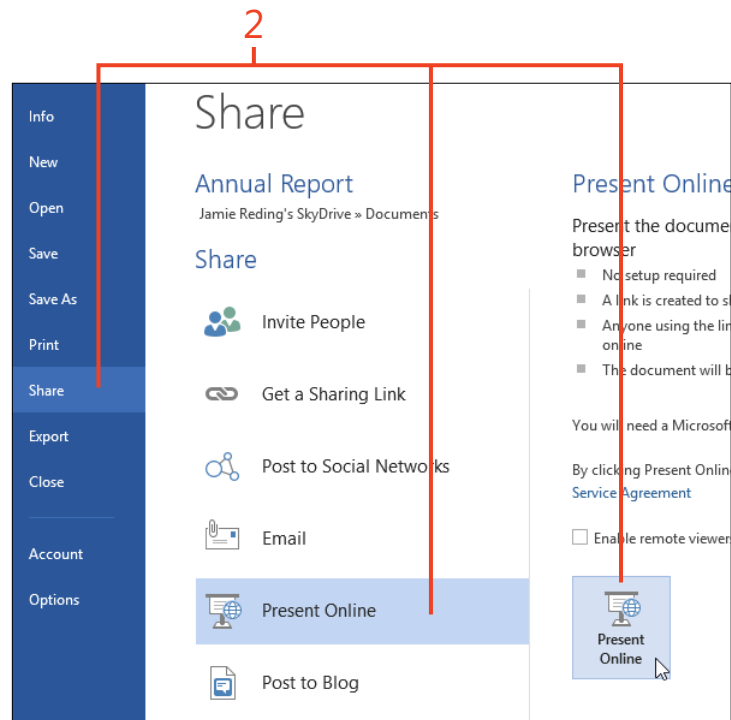 2
Info
New
Open
Save
Save As
Print
Share
Export
Close
Account
Options
Share
Annual Report
Jamie Reding's SkyDrive » Documents
Share
Invite People
Get a Sharing Link
Post to Social Networks
Email
Present Online
Post to Blog
Present Online
Present the docume
browser
No setup required
A link is created to s
Anyone using the lin
online
The document will b
You will need a Microsoft
By clicking Present Onlin
Service Agreement
Enable remote viewers
Present
Online